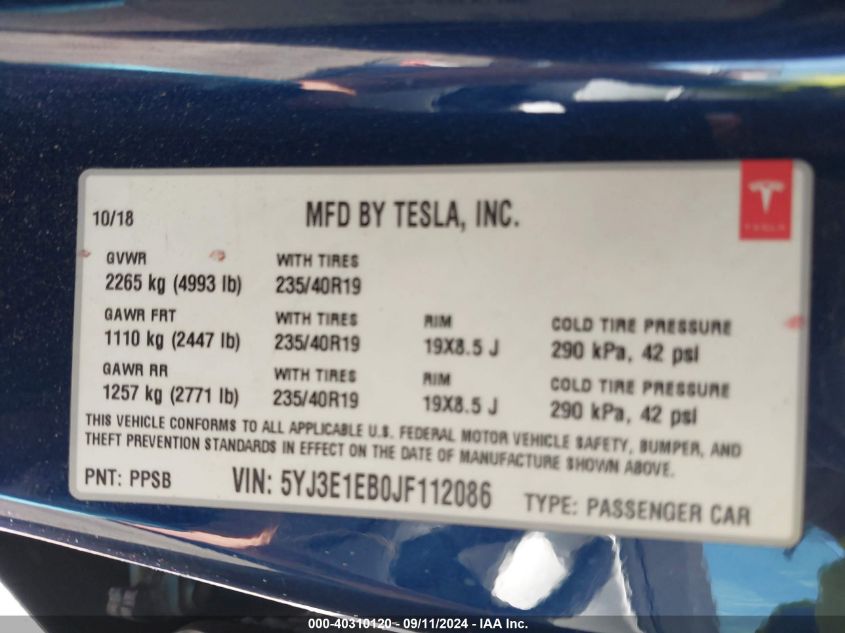 10/18 MFD BY TESLA, INC.
TESLA
GVWR WITH TIRES
2265 kg (4993 lb) 235/40R19
GAWR FRT WITH TIRES RIM COLD TIRE PRESSURE
1110 kg (2447 lb) 235/40R19 19X8.5 J 290 kPa, 42 psi
GAWR RR WITH TIRES RIM COLD TIRE PRESSURE
1257 kg (2771 lb) 235/40R19 19X8.5 J 290 kPa, 42 psi
THIS VEHICLE CONFORMS TO ALL APPLICABLE U.S. FEDERAL MOTOR VEHICLE SAFETY, BUMPER, AND
THEFT PREVENTION STANDARDS IN EFFECT ON THE DATE OF MANUFACTURE SHOWN ABOVE.
PNT: PPSB VIN: 5YJ3E1EB0JF112086 TYPE: PASSENGER CAR
000-40310120 - 09/11/2024 - IAA Inc.